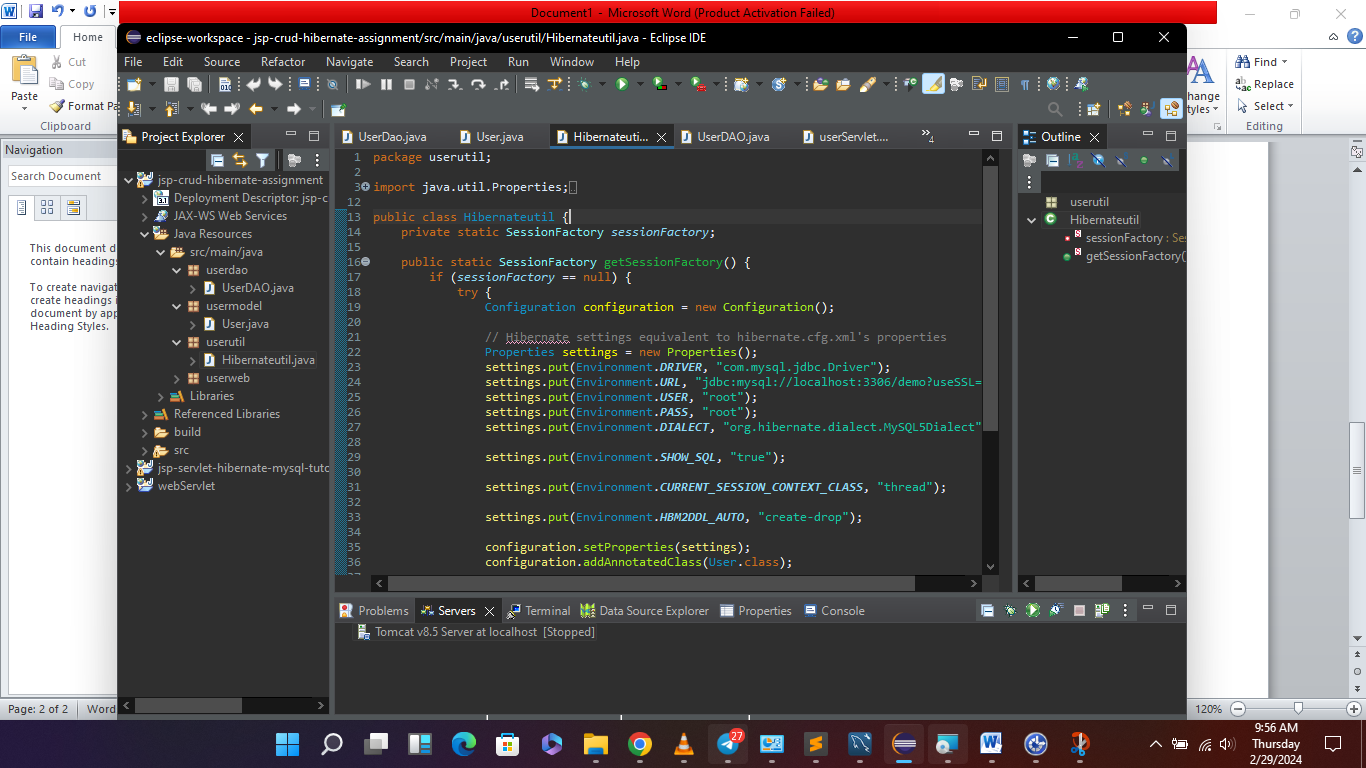 Document1 - Microsoft Word (Product Activation Failed)
File
Home
Cut
Copy
Format Pa
Paste
Clipboard
Navigation
Search Document
This document d
contain headings
To create navigat
create headings i
document by app
Heading Styles.
Page: 2 of 2
Word
eclipse-workspace - jsp-crud-hibernate-assignment/src/main/java/userutil/Hibernateutil.java - Eclipse IDE
File Edit Source Refactor Navigate Search Project Run Window Help
Project Explorer
jsp-crud-hibernate-assignment
Deployment Descriptor: jsp-c
JAX-WS Web Services
Java Resources
src/main/java
userdao
UserDAO.java
usermodel
User.java
userutil
Hibernateutil.java
userweb
Libraries
Referenced Libraries
build
src
jsp-servlet-hibernate-mysql-tuto
webServlet
UserDao.java
User.java
Hibernateuti...
UserDAO.java
userServlet....
4
1 package userutil;
2
3 import java.util.Properties;
12
13 public class Hibernateutil {
14 private static SessionFactory sessionFactory;
15
16 public static SessionFactory getSessionFactory() {
17 if (sessionFactory == null) {
18 try {
19 Configuration configuration = new Configuration();
20
21 // Hibernate settings equivalent to hibernate.cfg.xml's properties
22 Properties settings = new Properties();
23 settings.put(Environment.DRIVER, "com.mysql.jdbc.Driver");
24 settings.put(Environment.URL, "jdbc:mysql://localhost:3306/demo?useSSL=
25 settings.put(Environment.USER, "root");
26 settings.put(Environment.PASS, "root");
27 settings.put(Environment.DIALECT, "org.hibernate.dialect.MySQL5Dialect"
28
29 settings.put(Environment.SHOW_SQL, "true");
30
31 settings.put(Environment.CURRENT_SESSION_CONTEXT_CLASS, "thread");
32
33 settings.put(Environment.HBM2DDL_AUTO, "create-drop");
34
35 configuration.setProperties(settings);
36 configuration.addAnnotatedClass(User.class);
Outline
userutil
Hibernateutil
sessionFactory : Ses
getSessionFactory(
Problems
Servers
Terminal
Data Source Explorer
Properties
Console
Tomcat v8.5 Server at localhost [Stopped]
hange
tyles
Find
Replace
Select
Editing
120%
27
9:56 AM
Thursday
2/29/2024